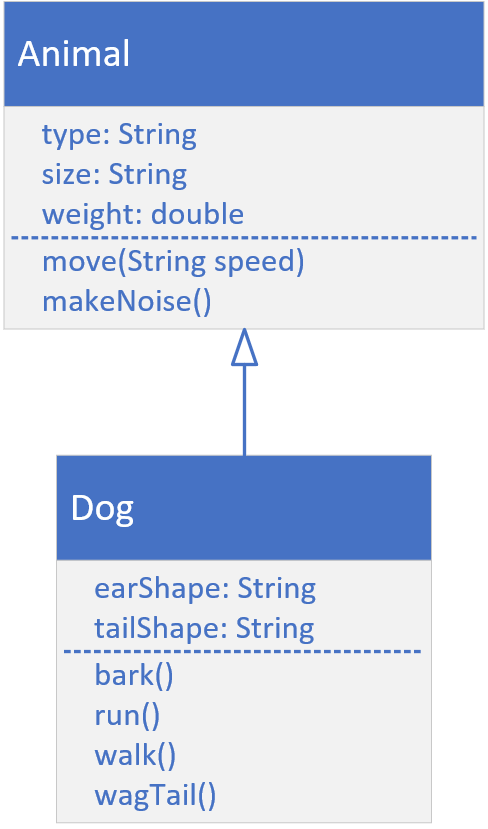 Animal
type: String
size: String
weight: double
move(String speed)
makeNoise()
Dog
earShape: String
tailShape: String
bark()
run()
walk()
wagTail()